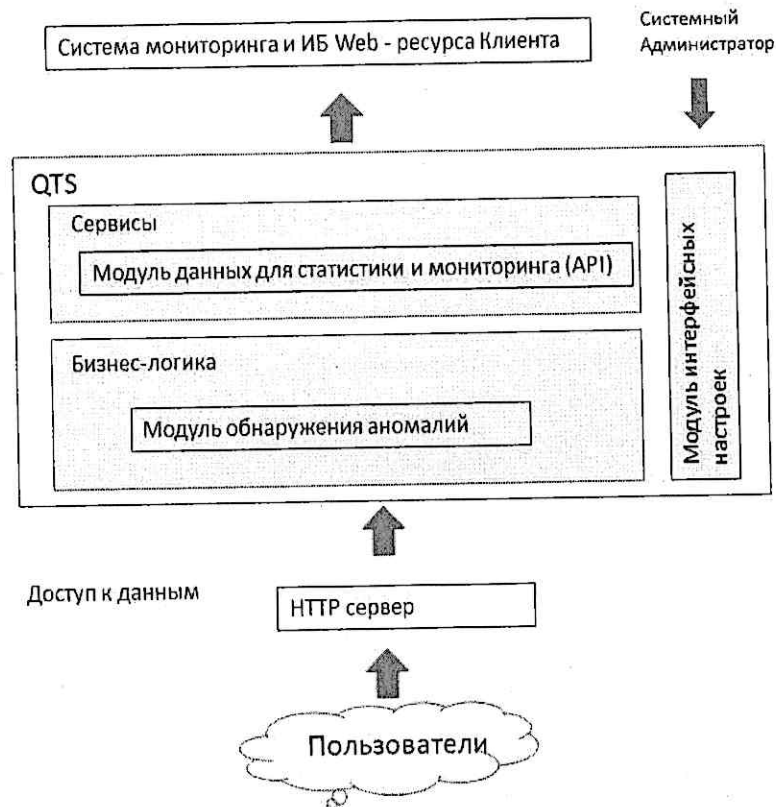 Система мониторинга и ИБ Web - ресурса Клиента
Системный
Администратор
QTS
Сервисы
Модуль данных для статистики и мониторинга (API)
Бизнес-логика
Модуль обнаружения аномалий
Модуль интерфейсных
настроек
Доступ к данным
HTTP сервер
Пользователи